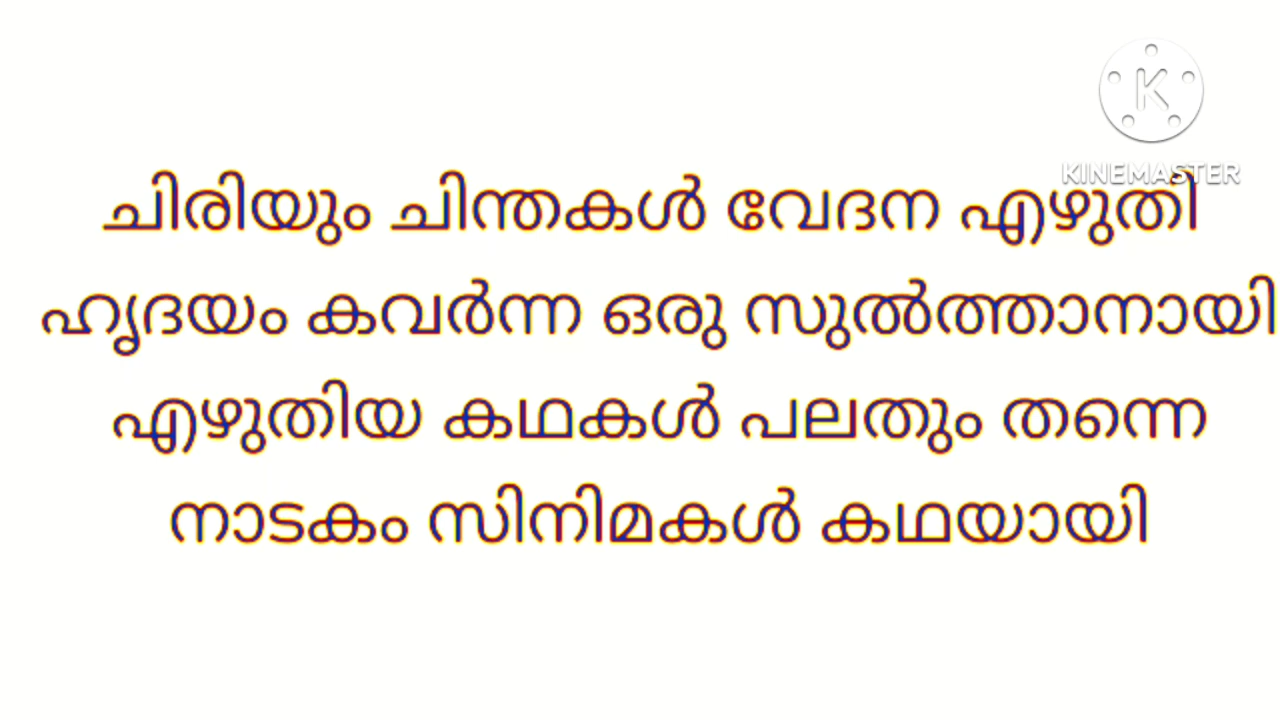 KINEMASTER
ചിരിയും ചിന്തകൾ വേദന എഴുതി
ഹൃദയം കവർന്ന ഒരു സുൽത്താനായി
എഴുതിയ കഥകൾ പലതും തന്നെ
നാടകം സിനിമകൾ കഥയായി